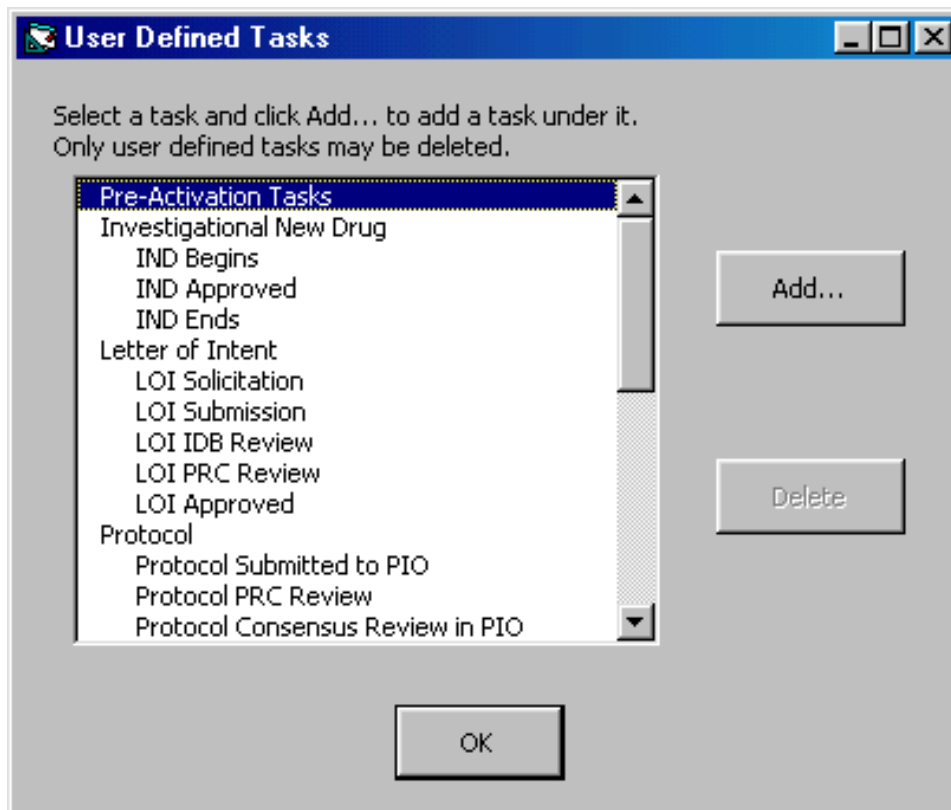 User Defined Tasks
Select a task and click Add... to add a task under it.
Only user defined tasks may be deleted.
Pre-Activation Tasks
Investigational New Drug
IND Begins
IND Approved
IND Ends
Letter of Intent
LOI Solicitation
LOI Submission
LOI IDB Review
LOI PRC Review
LOI Approved
Protocol
Protocol Submitted to PIO
Protocol PRC Review
Protocol Consensus Review in PIO
Add...
Delete
OK